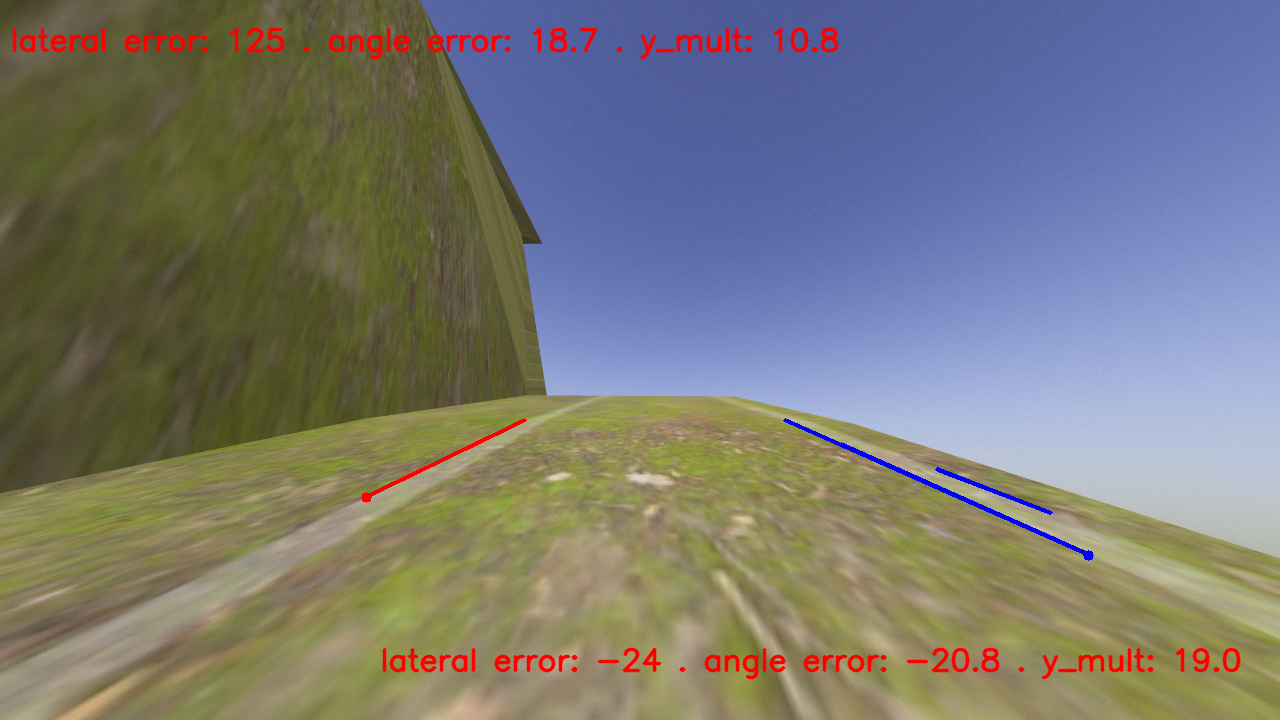 lateral error: 125 . angle error: 18.7 . y_mult: 10.8
lateral error: -24 . angle error: -20.8 . y_mult: 19.0